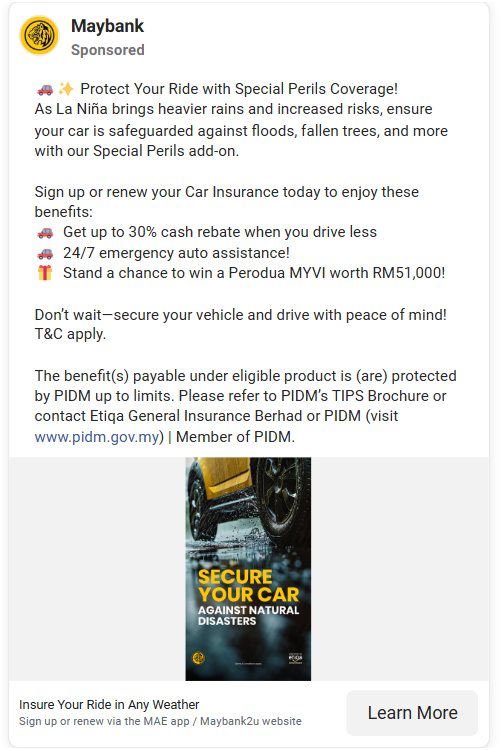 Maybank
Sponsored
🚗✨ Protect Your Ride with Special Perils Coverage!
As La Niña brings heavier rains and increased risks, ensure
your car is safeguarded against floods, fallen trees, and more
with our Special Perils add-on.
Sign up or renew your Car Insurance today to enjoy these
benefits:
🚗 Get up to 30% cash rebate when you drive less
🚗 24/7 emergency auto assistance!
🎁 Stand a chance to win a Perodua MYVI worth RM51,000!
Don’t wait—secure your vehicle and drive with peace of mind!
T&C apply.
The benefit(s) payable under eligible product is (are) protected
by PIDM up to limits. Please refer to PIDM’s TIPS Brochure or
contact Etiqa General Insurance Berhad or PIDM (visit
www.pidm.gov.my) | Member of PIDM.
SECURE
YOUR CAR
AGAINST NATURAL
DISASTERS
etiqa
Insure Your Ride in Any Weather
Sign up or renew via the MAE app / Maybank2u website
Learn More